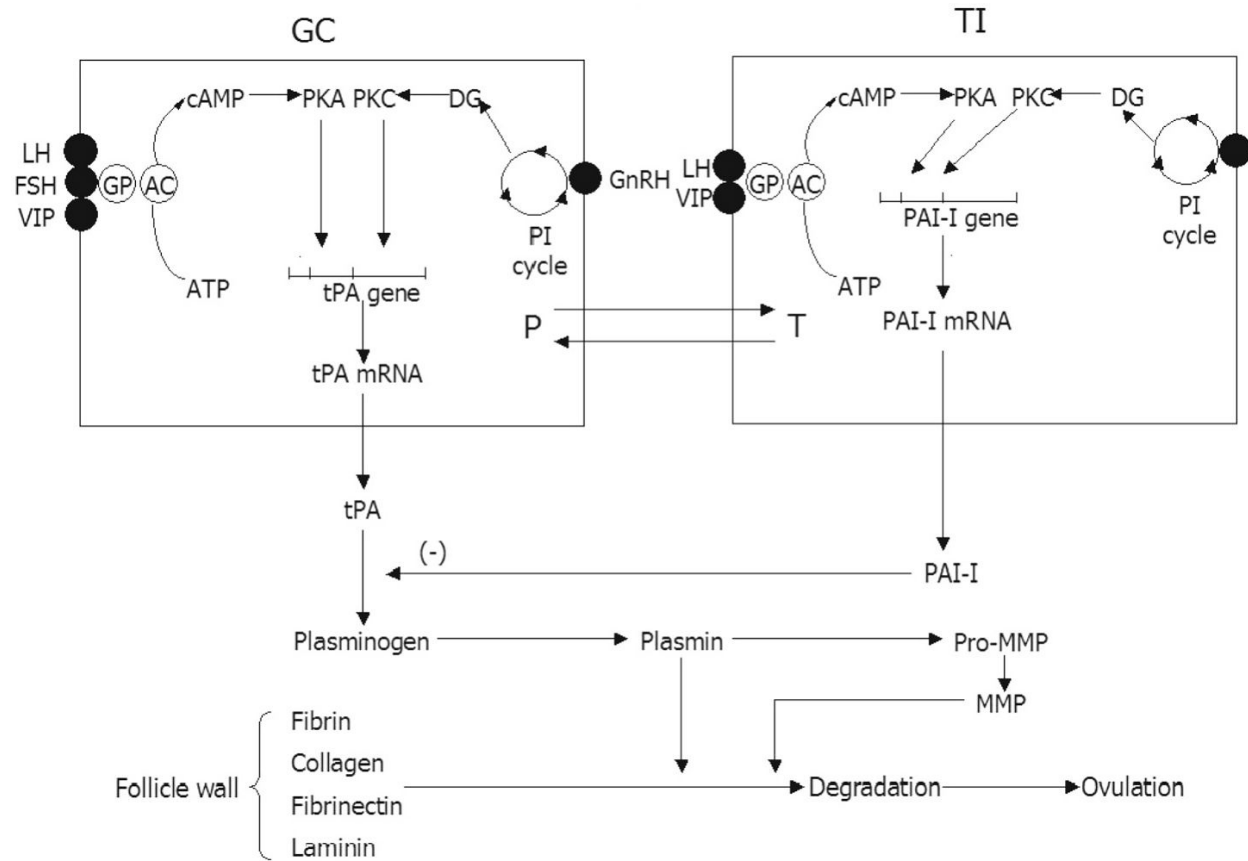 GC
TI
cAMP
PKA PKC
DG
cAMP
PKA
PKC
DG
LH
FSH
VIP
GP
AC
GnRH
LH
VIP
GP
AC
PI
cycle
PI
cycle
ATP
tPA gene
ATP
PAI-I gene
P
T
PAI-I mRNA
tPA mRNA
tPA
(-)
PAI-I
Plasminogen
Plasmin
Pro-MMP
MMP
Follicle wall
Fibrin
Collagen
Fibrinectin
Laminin
Degradation
Ovulation